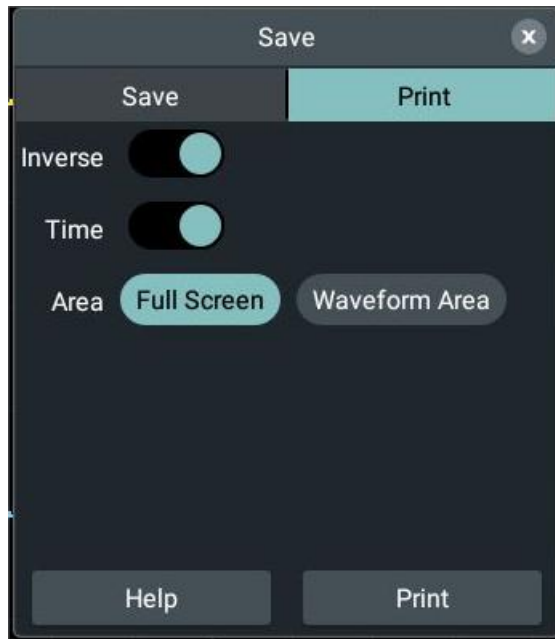 Save
Save Print
Inverse
Time
Area Full Screen Waveform Area
Help Print